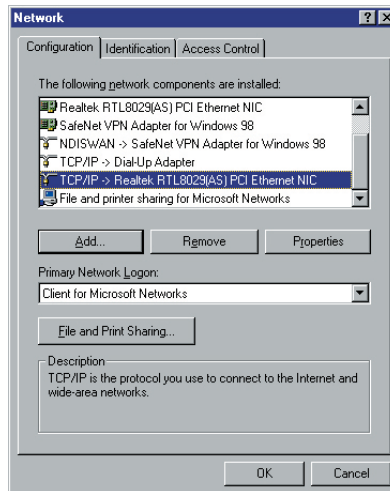 Network
Configuration Identification Access Control
The following network components are installed:
Realtek RTL8029(AS) PCI Ethernet NIC
SafeNet VPN Adapter for Windows 98
NDISWAN -> SafeNet VPN Adapter for Windows 98
TCP/IP -> Dial-Up Adapter
TCP/IP -> Realtek RTL8029(AS) PCI Ethernet NIC
File and printer sharing for Microsoft Networks
Add... Remove Properties
Primary Network Logon:
Client for Microsoft Networks
File and Print Sharing...
Description
TCP/IP is the protocol you use to connect to the Internet and
wide-area networks.
OK Cancel